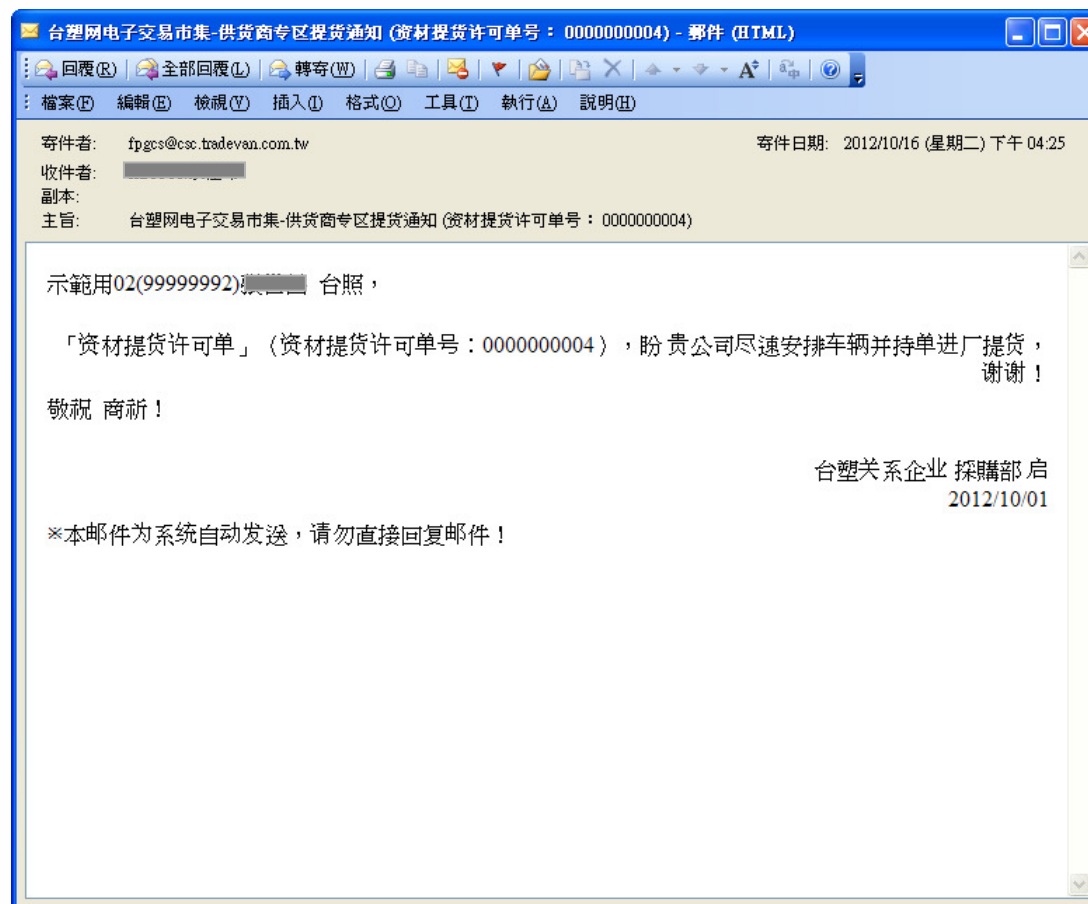 台塑网电子交易市集-供货商专区提货通知 (资材提货许可单号：0000000004) - 郵件 (HTML)
回覆(R) 全部回覆(L) 轉寄(W)
檔案(F) 編輯(E) 檢視(V) 插入(I) 格式(O) 工具(T) 執行(A) 說明(H)
寄件者: fpgcs@csc.tradevan.com.tw 寄件日期: 2012/10/16 (星期二) 下午 04:25
收件者:
副本:
主旨: 台塑网电子交易市集-供货商专区提货通知 (资材提货许可单号：0000000004)
示範用02(99999992) 台照，
「资材提货许可单」（资材提货许可单号：0000000004），盼 贵公司尽速安排车辆并持单进厂提货，
谢谢！
敬祝 商祈！
台塑关系企业 採購部 启
2012/10/01
※本邮件为系统自动发送，请勿直接回复邮件！